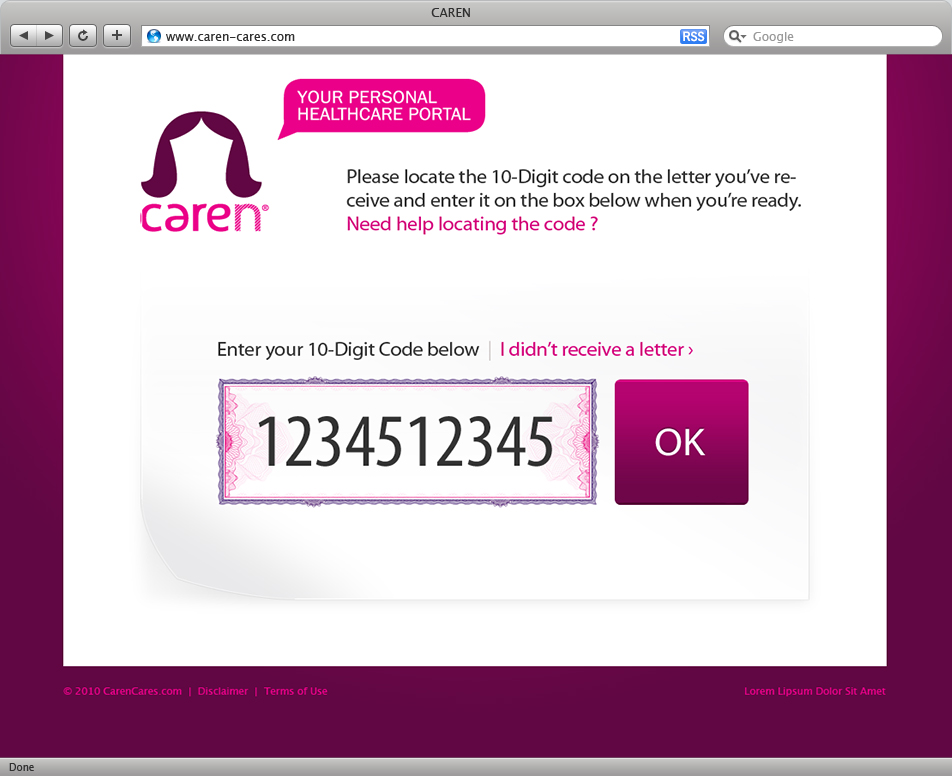 CAREN
www.caren-cares.com
RSS
Google
YOUR PERSONAL
HEALTHCARE PORTAL
caren®
Please locate the 10-Digit code on the letter you’ve re-
ceive and enter it on the box below when you’re ready.
Need help locating the code ?
Enter your 10-Digit Code below | I didn’t receive a letter ›
1234512345
OK
© 2010 CarenCares.com | Disclaimer | Terms of Use
Lorem Lipsum Dolor Sit Amet
Done